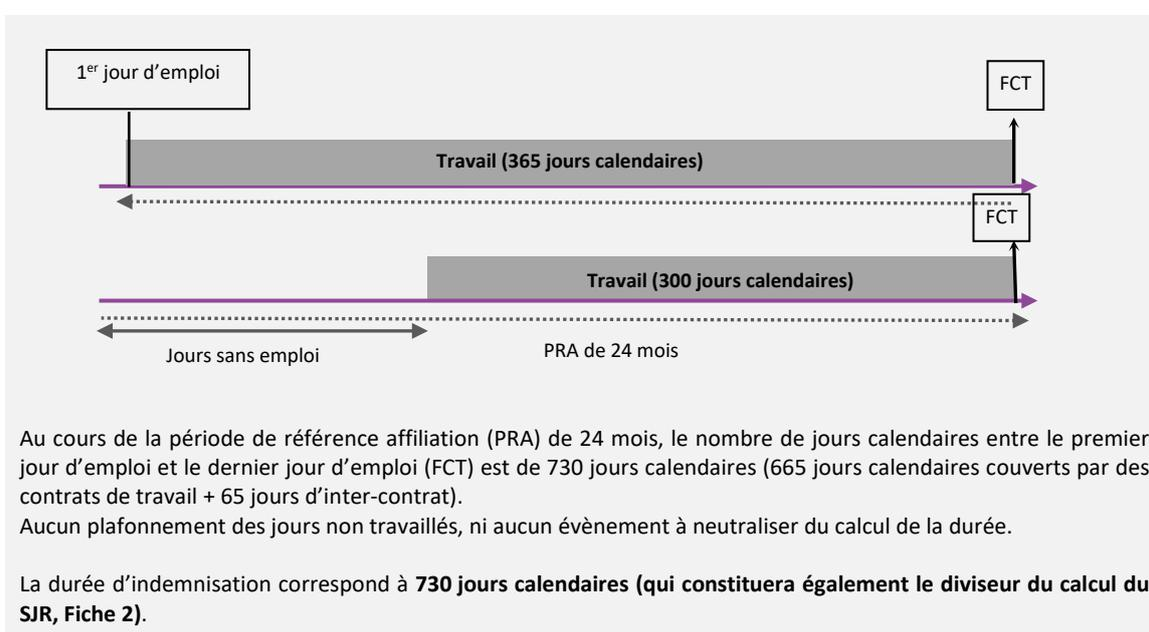 1er jour d’emploi
FCT
Travail (365 jours calendaires)
FCT
Travail (300 jours calendaires)
Jours sans emploi
PRA de 24 mois
Au cours de la période de référence affiliation (PRA) de 24 mois, le nombre de jours calendaires entre le premier
jour d’emploi et le dernier jour d’emploi (FCT) est de 730 jours calendaires (665 jours calendaires couverts par des
contrats de travail + 65 jours d’inter-contrat).
Aucun plafonnement des jours non travaillés, ni aucun évènement à neutraliser du calcul de la durée.
La durée d’indemnisation correspond à 730 jours calendaires (qui constituera également le diviseur du calcul du
SJR, Fiche 2).